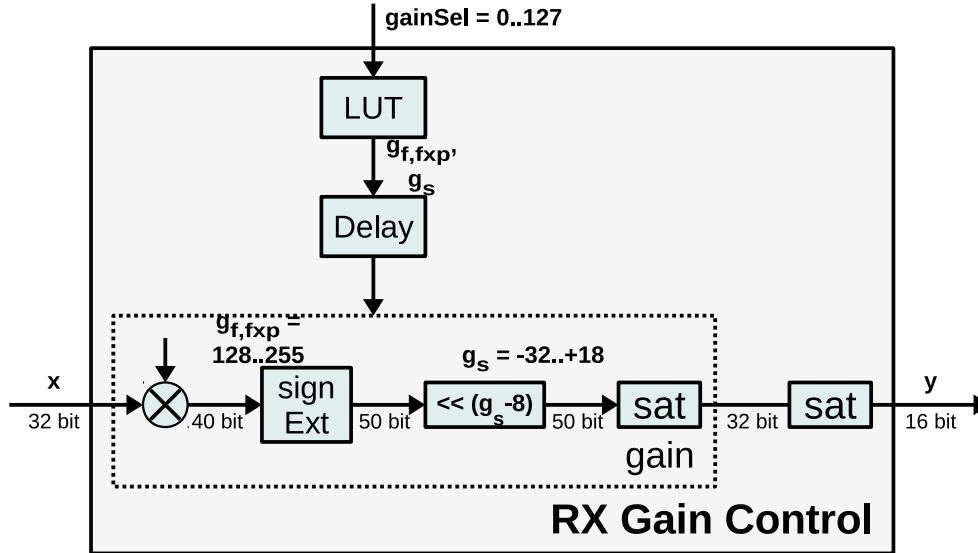 gainSel = 0..127
LUT
gf,fxp,
gs
Delay
gf,fxp =
128..255
gs = -32..+18
x
sign
Ext
<< (gs-8)
sat
sat
y
32 bit
40 bit
50 bit
50 bit
32 bit
16 bit
gain
RX Gain Control